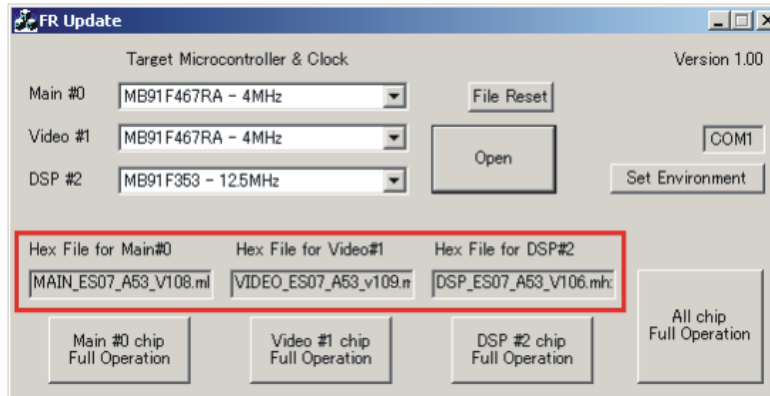 FR Update
Target Microcontroller & Clock
Version 1.00
Main #0
MB91F467RA - 4MHz
File Reset
Video #1
MB91F467RA - 4MHz
Open
COM1
DSP #2
MB91F353 - 12.5MHz
Set Environment
Hex File for Main#0
Hex File for Video#1
Hex File for DSP#2
MAIN_ES07_A53_V108.ml
VIDEO_ES07_A53_v109.m
DSP_ES07_A53_V106.mh:
Main #0 chip
Full Operation
Video #1 chip
Full Operation
DSP #2 chip
Full Operation
All chip
Full Operation